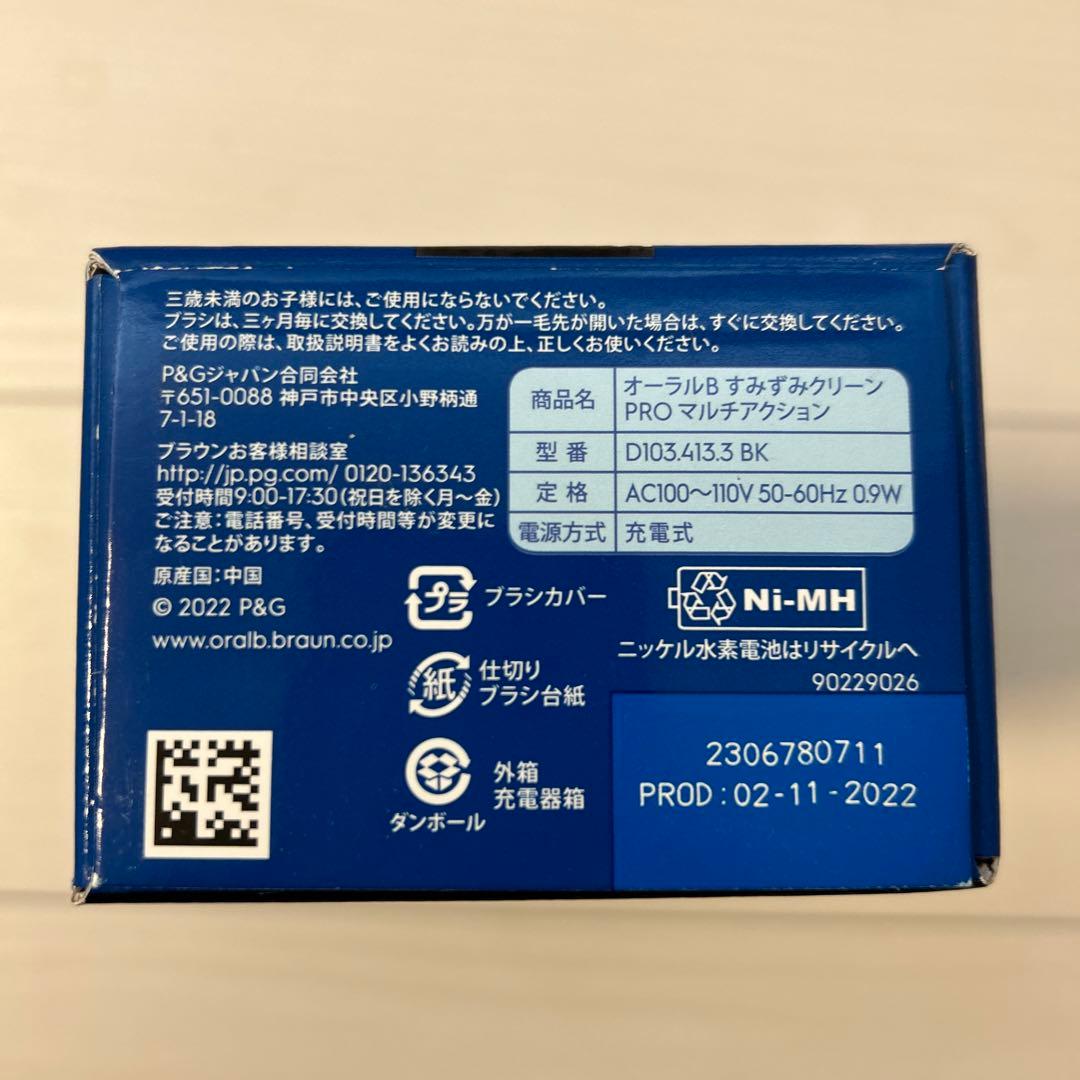 三歳未満のお子様には、ご使用にならないでください。
ブラシは、三ヶ月毎に交換してください。万が一毛先が開いた場合は、すぐに交換してください。
ご使用の際は、取扱説明書をよくお読みの上、正しくお使いください。
P&Gジャパン合同会社
〒651-0088 神戸市中央区小野柄通
7-1-18
ブラウンお客様相談室
http://jp.pg.com/ 0120-136343
受付時間9:00-17:30(祝日を除く月〜金)
ご注意:電話番号、受付時間等が変更に
なることがあります。
原産国:中国
© 2022 P&G
www.oralb.braun.co.jp
商品名 オーラルB すみずみクリーン
PRO マルチアクション
型番 D103.413.3 BK
定格 AC100〜110V 50-60Hz 0.9W
電源方式 充電式
プラ ブラシカバー
紙 仕切り
ブラシ台紙
外箱
充電器箱
ダンボール
Ni-MH
ニッケル水素電池はリサイクルへ
90229026
2306780711
PROD:02-11-2022